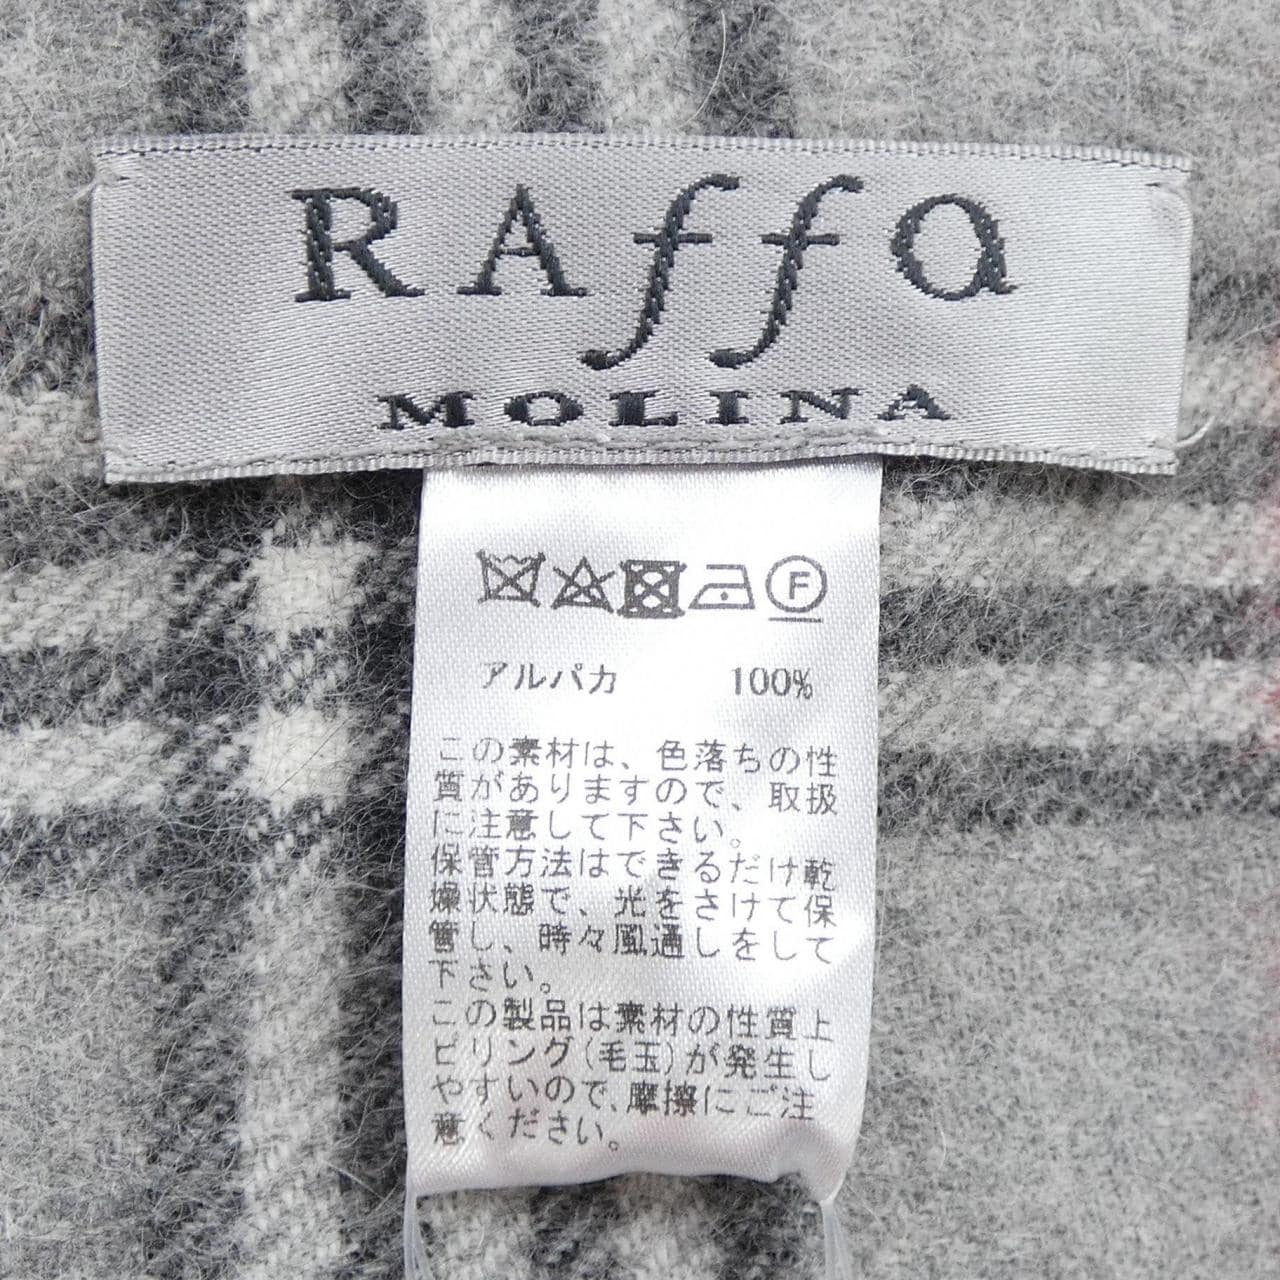 RAffa
MOLINA
F
アルパカ 100%
この素材は、色落ちの性
質がありますので、取扱
に注意して下さい。
保管方法はできるだけ乾
燥状態で、光をさけて保
管し、時々風通しをして
下さい。
この製品は素材の性質上
ピリング(毛玉)が発生し
やすいので、摩擦にご注
意ください。